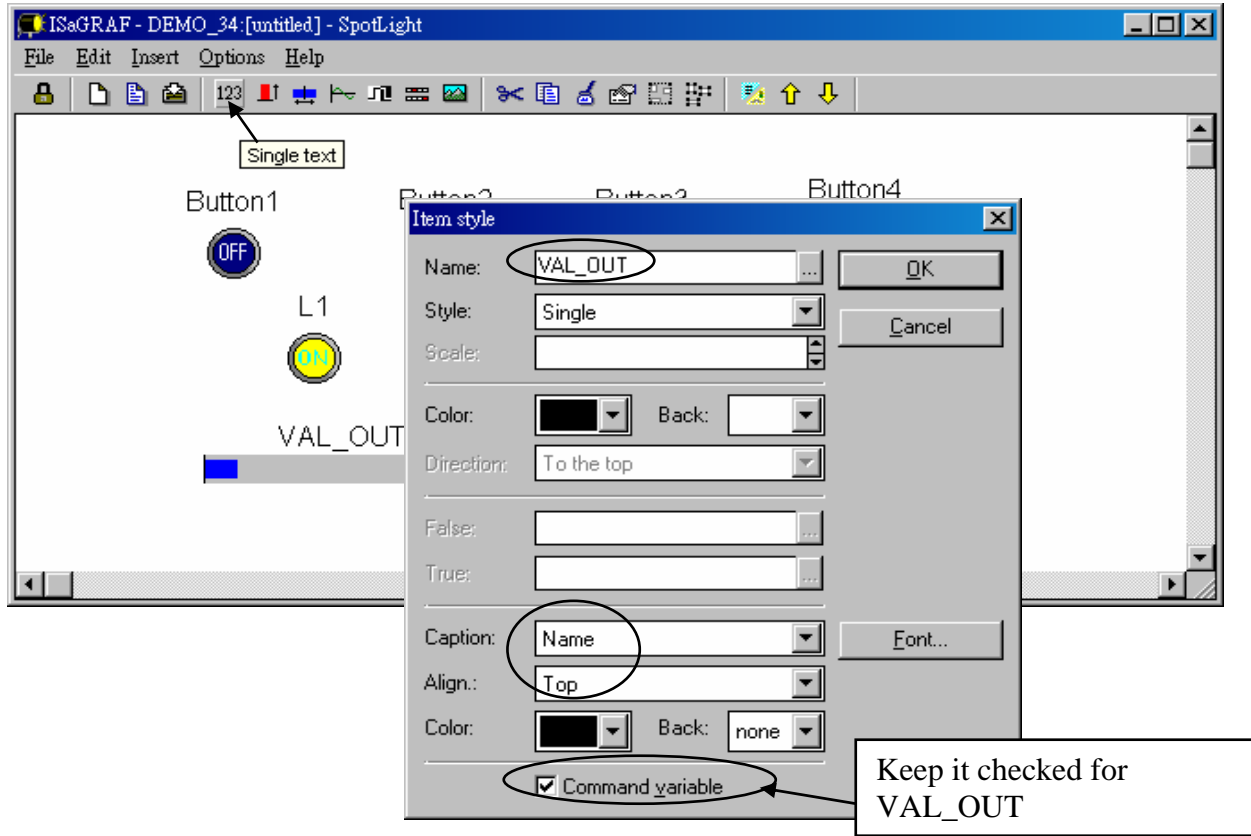 ISaGRAF - DEMO_34:[untitled] - SpotLight
File Edit Insert Options Help
123
Single text
Button1
Button4
OFF
L1
ON
VAL_OUT
Item style
Name: VAL_OUT ...
OK
Style: Single
Cancel
Scale:
Color: Back:
Direction: To the top
False: ...
True: ...
Caption: Name
Font...
Align.: Top
Color: Back: none
Command variable
Keep it checked for
VAL_OUT